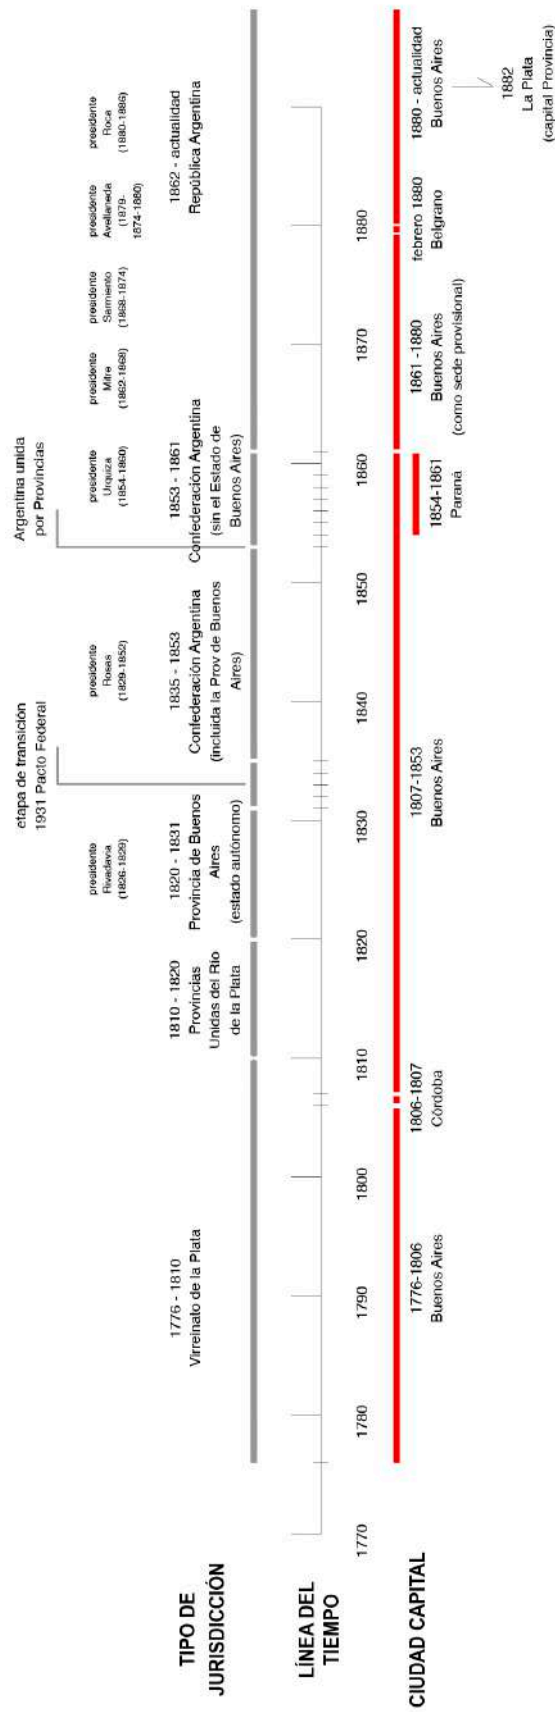 etapa de transición
1931 Pacto Federal
Argentina unida
por Provincias
presidente
Rivadavia
(1826-1829)
presidente
Rosas
(1829-1852)
presidente
Urquiza
(1854-1860)
presidente
Mitre
(1862-1868)
presidente
Sarmiento
(1868-1874)
presidente
Avellaneda
(1879-
1874-1880)
presidente
Roca
(1880-1886)
TIPO DE
JURISDICCIÓN
1776 - 1810
Virreinato de la Plata
1810 - 1820
Provincias
Unidas del Rio
de la Plata
1820 - 1831
Provincia de Buenos
Aires
(estado autónomo)
1835 - 1853
Confederación Argentina
(incluida la Prov de Buenos
Aires)
1853 - 1861
Confederación Argentina
(sin el Estado de
Buenos Aires)
1862 - actualidad
República Argentina
LÍNEA DEL
TIEMPO
1770
1780
1790
1800
1810
1820
1830
1840
1850
1860
1870
1880
CIUDAD CAPITAL
1776-1806
Buenos Aires
1806-1807
Córdoba
1807-1853
Buenos Aires
1854-1861
Paraná
1861 -1880
Buenos Aires
(como sede provisional)
febrero 1880
Belgrano
1880 - actualidad
Buenos Aires
1882
La Plata
(capital Provincia)